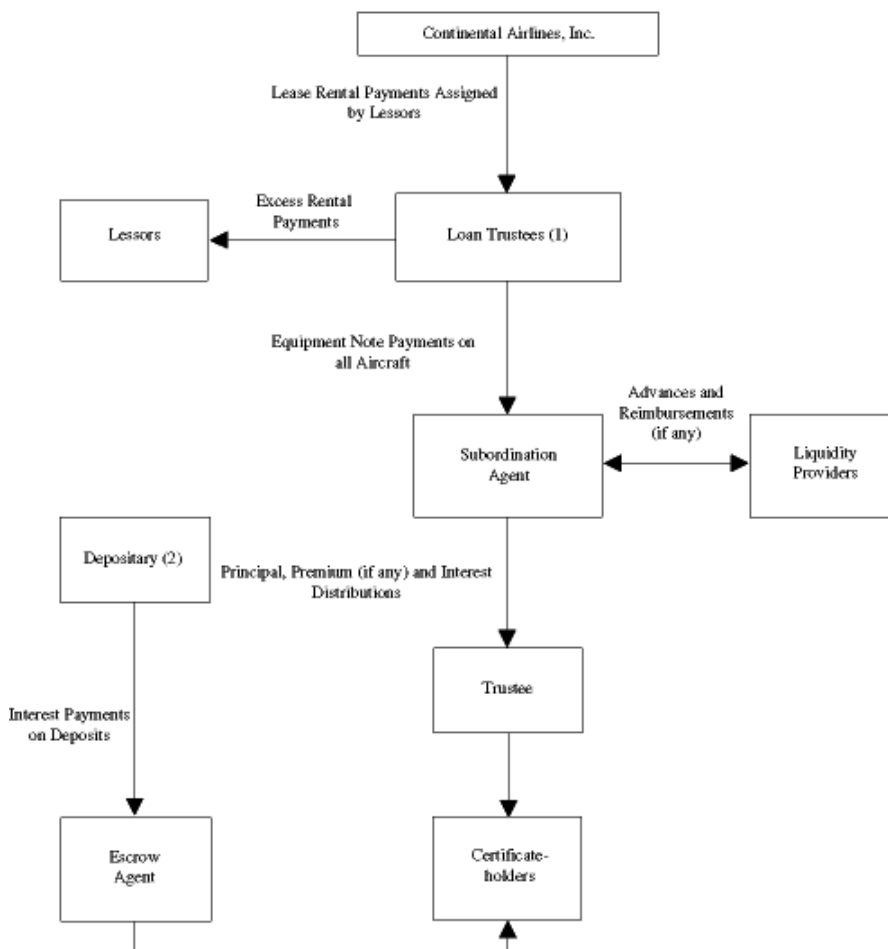 Continental Airlines, Inc.
Lease Rental Payments Assigned
by Lessors
Excess Rental
Payments
Lessors
Loan Trustees (1)
Equipment Note Payments on
all Aircraft
Advances and
Reimbursements
(if any)
Subordination
Agent
Liquidity
Providers
Depositary (2)
Principal, Premium (if any) and Interest
Distributions
Trustee
Interest Payments
on Deposits
Escrow
Agent
Certificate-
holders